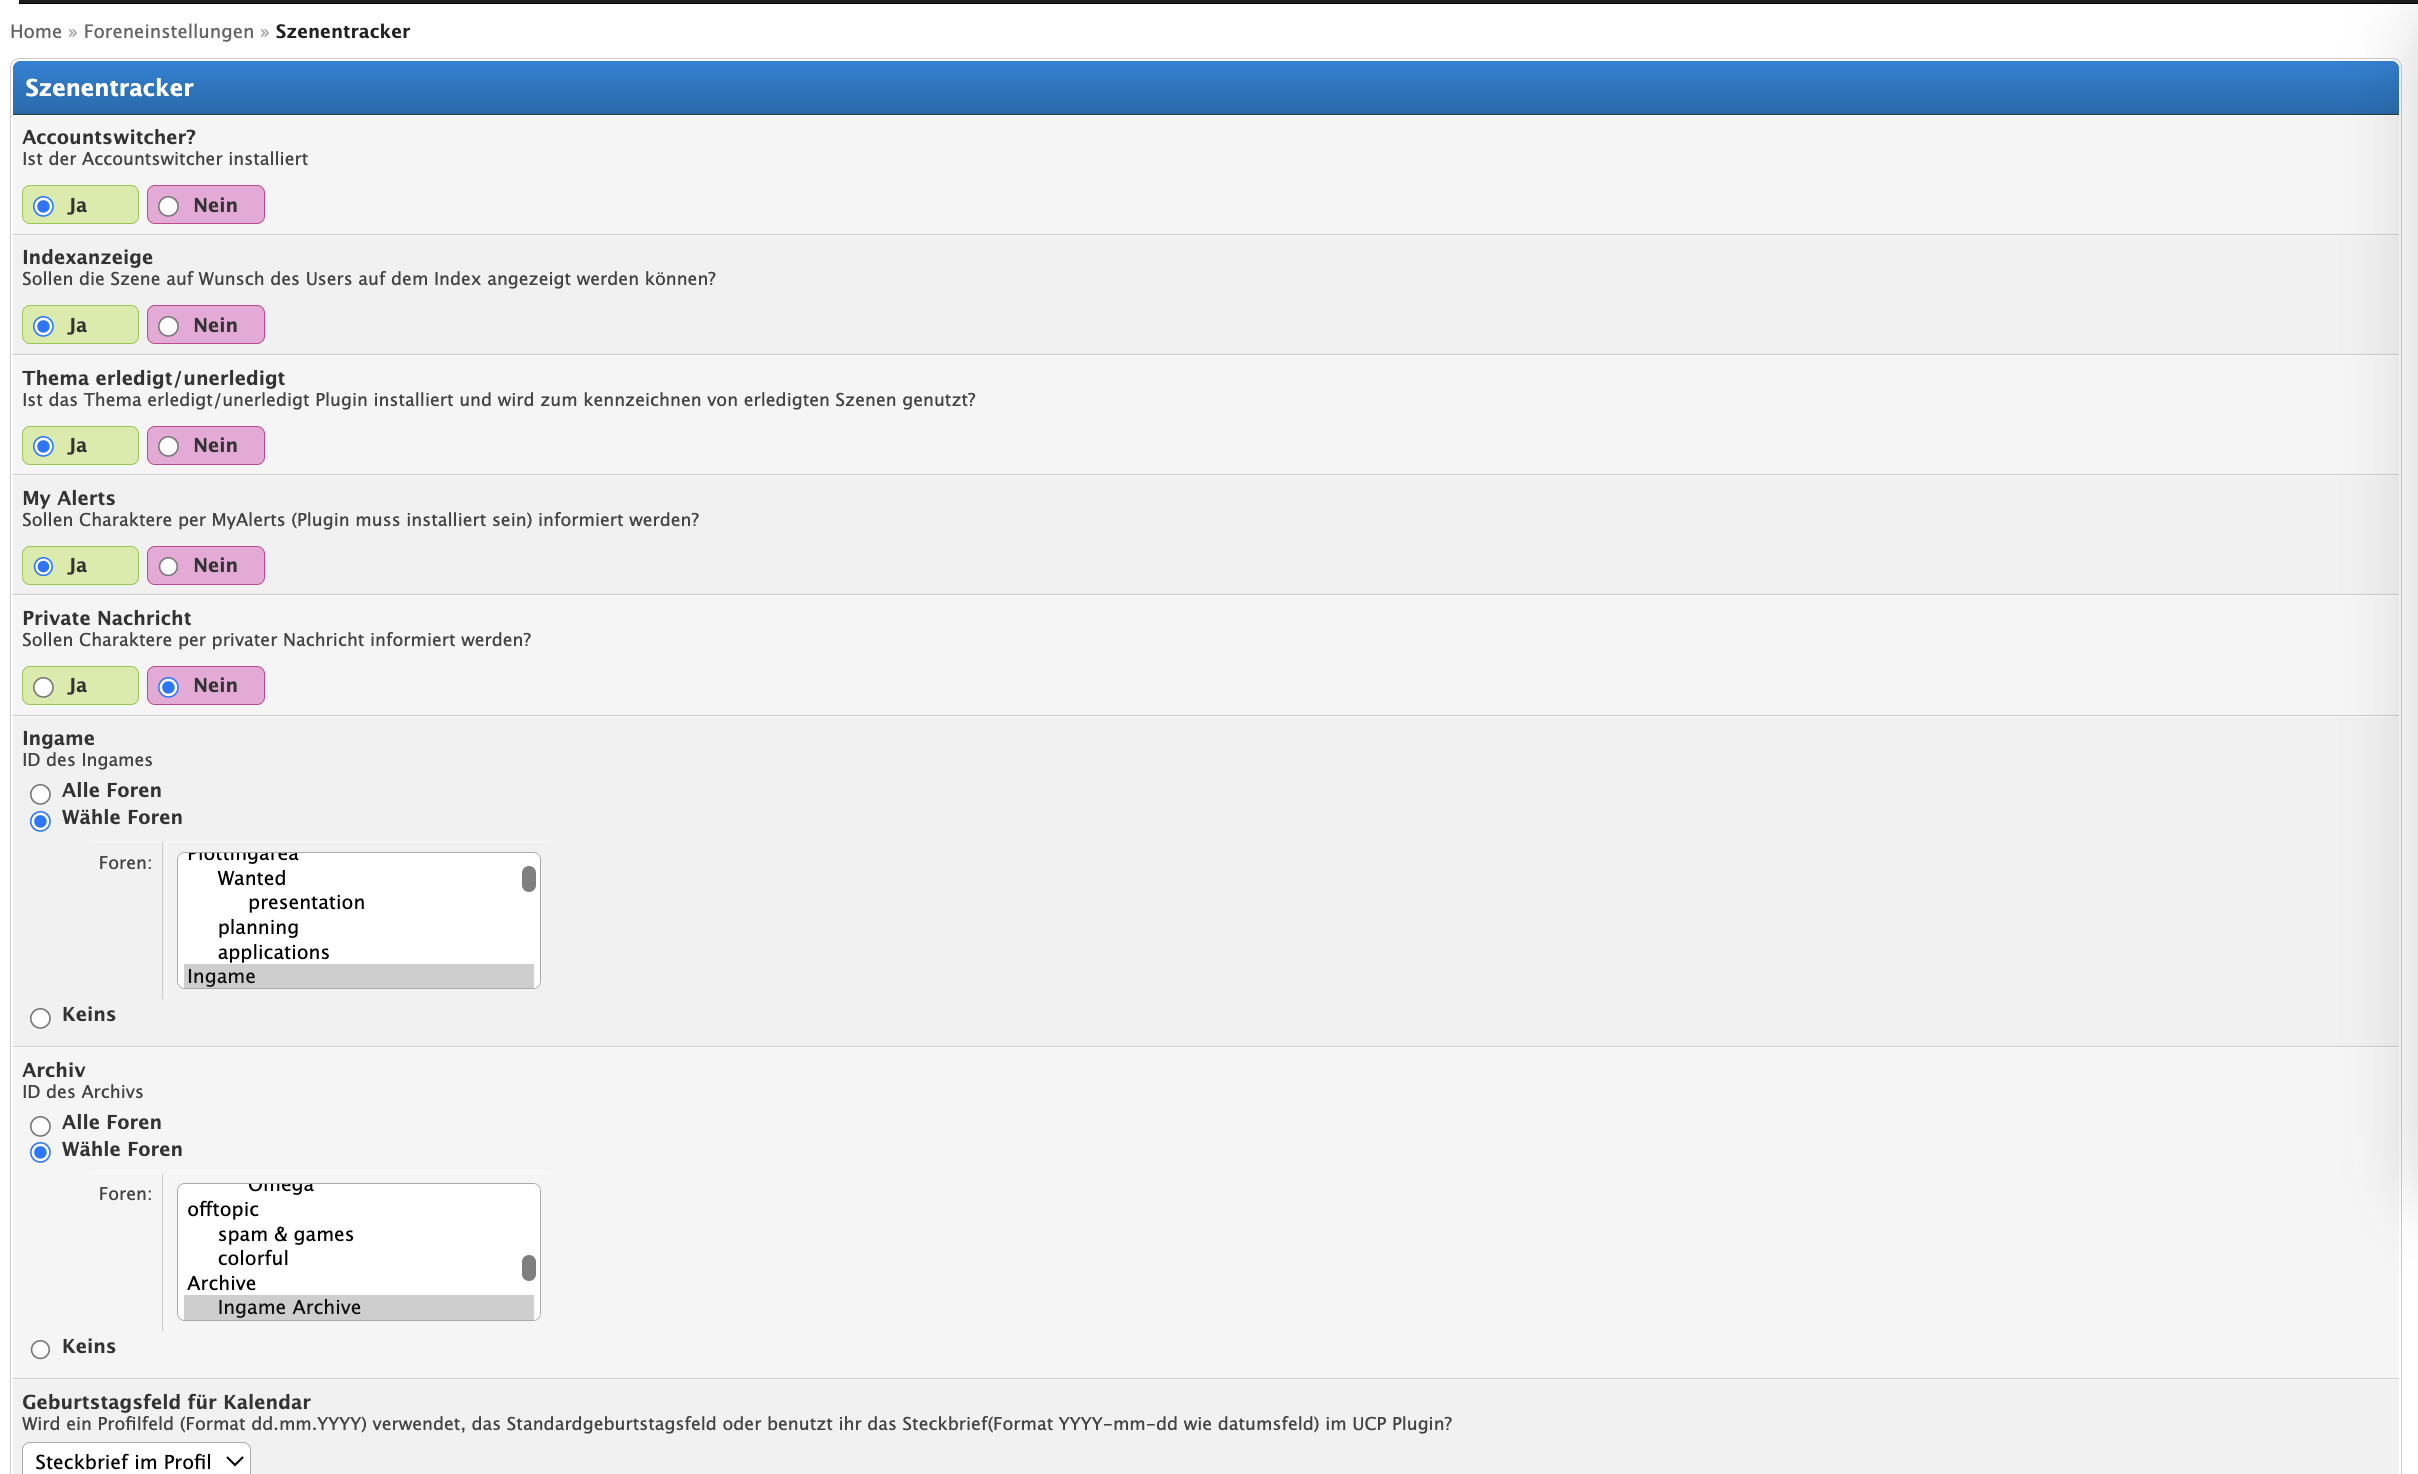 Home » Foreneinstellungen » Szenentracker
Szenentracker
Accountswitcher?
Ist der Accountswitcher installiert
Ja Nein
Indexanzeige
Sollen die Szene auf Wunsch des Users auf dem Index angezeigt werden können?
Ja Nein
Thema erledigt/unerledigt
Ist das Thema erledigt/unerledigt Plugin installiert und wird zum kennzeichnen von erledigten Szenen genutzt?
Ja Nein
My Alerts
Sollen Charaktere per MyAlerts (Plugin muss installiert sein) informiert werden?
Ja Nein
Private Nachricht
Sollen Charaktere per privater Nachricht informiert werden?
Ja Nein
Ingame
ID des Ingames
Alle Foren
Wähle Foren
Foren:
Plottingarea
Wanted
presentation
planning
applications
Ingame
Keins
Archiv
ID des Archivs
Alle Foren
Wähle Foren
Foren:
Omega
offtopic
spam & games
colorful
Archive
Ingame Archive
Keins
Geburtstagsfeld für Kalendar
Wird ein Profilfeld (Format dd.mm.YYYY) verwendet, das Standardgeburtstagsfeld oder benutzt ihr das Steckbrief(Format YYYY-mm-dd wie datumsfeld) im UCP Plugin?
Steckbrief im Profil